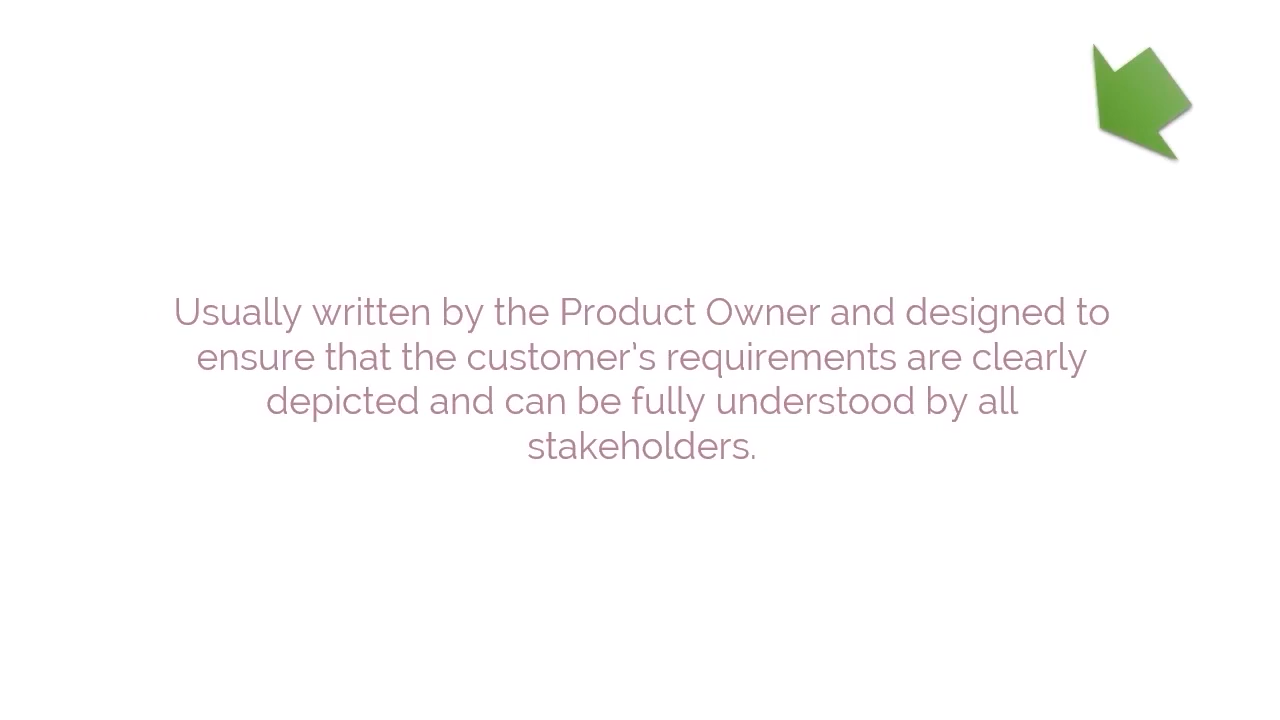 Usually written by the Product Owner and designed to
ensure that the customer's requirements are clearly
depicted and can be fully understood by all
stakeholders.